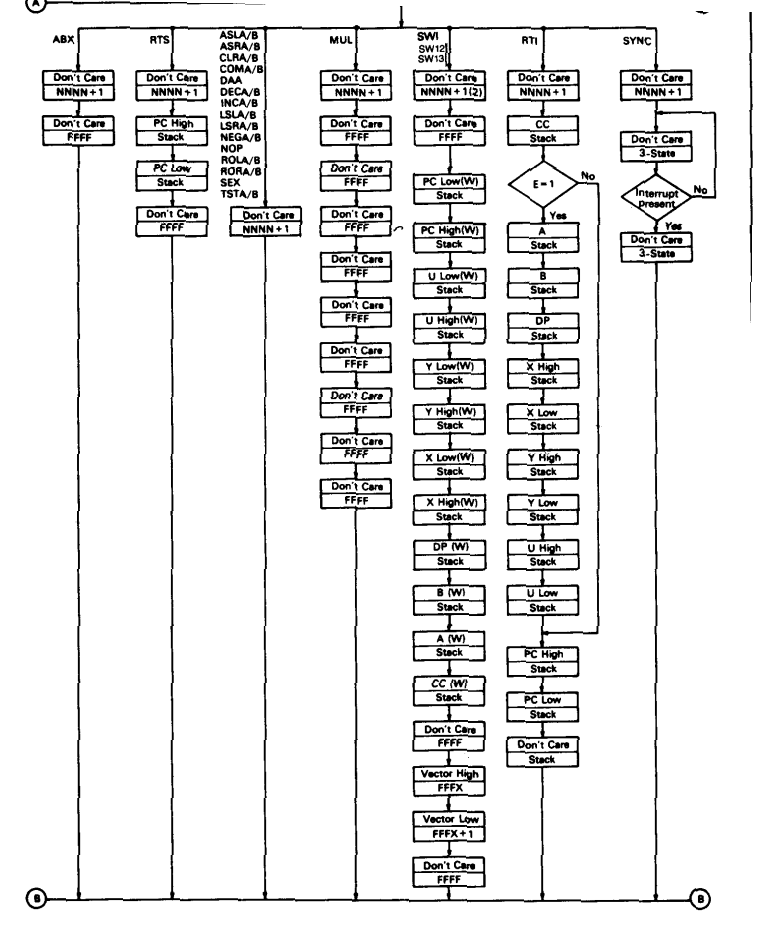 A
ABX
Don't Care
NNNN+1
Don't Care
FFFF
RTS
Don't Care
NNNN+1
PC High
Stack
PC Low
Stack
Don't Care
FFFF
ASLA/B
ASRA/B
CLRA/B
COMA/B
DAA
DECA/B
INCA/B
LSLA/B
LSRA/B
NEGA/B
NOP
ROLA/B
RORA/B
SEX
TSTA/B
Don't Care
NNNN+1
MUL
Don't Care
NNNN+1
Don't Care
FFFF
Don't Care
FFFF
Don't Care
FFFF
Don't Care
FFFF
Don't Care
FFFF
Don't Care
FFFF
Don't Care
FFFF
Don't Care
FFFF
Don't Care
FFFF
SWI
SW12
SW13
Don't Care
NNNN+1(2)
Don't Care
FFFF
PC Low(W)
Stack
PC High(W)
Stack
U Low(W)
Stack
U High(W)
Stack
Y Low(W)
Stack
Y High(W)
Stack
X Low(W)
Stack
X High(W)
Stack
DP (W)
Stack
B (W)
Stack
A (W)
Stack
CC (W)
Stack
Don't Care
FFFF
Vector High
FFFX
Vector Low
FFFX+1
Don't Care
FFFF
RTI
Don't Care
NNNN+1
CC
Stack
E=1
No
Yes
A
Stack
B
Stack
DP
Stack
X High
Stack
X Low
Stack
Y High
Stack
Y Low
Stack
U High
Stack
U Low
Stack
PC High
Stack
PC Low
Stack
Don't Care
Stack
SYNC
Don't Care
NNNN+1
Don't Care
3-State
Interrupt
present
No
Yes
Don't Care
3-State
B
B